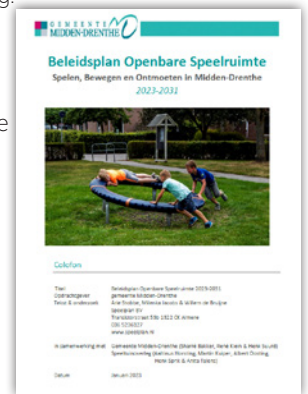 g.
e
GEMEENTE
MIDDEN-DRENTHE
Beleidsplan Openbare Speelruimte
Spelen, Bewegen en Ontmoeten in Midden-Drenthe
2023-2031
Colofon
Titel Beleidsplan Openbare Speelruimte 2023-2031
Opdrachtgever gemeente Midden-Drenthe
Tekst & onderzoek
Speelplan BV
www.speelplan.nl
In samenwerking met Gemeente Midden-Drenthe
Datum Januari 2023